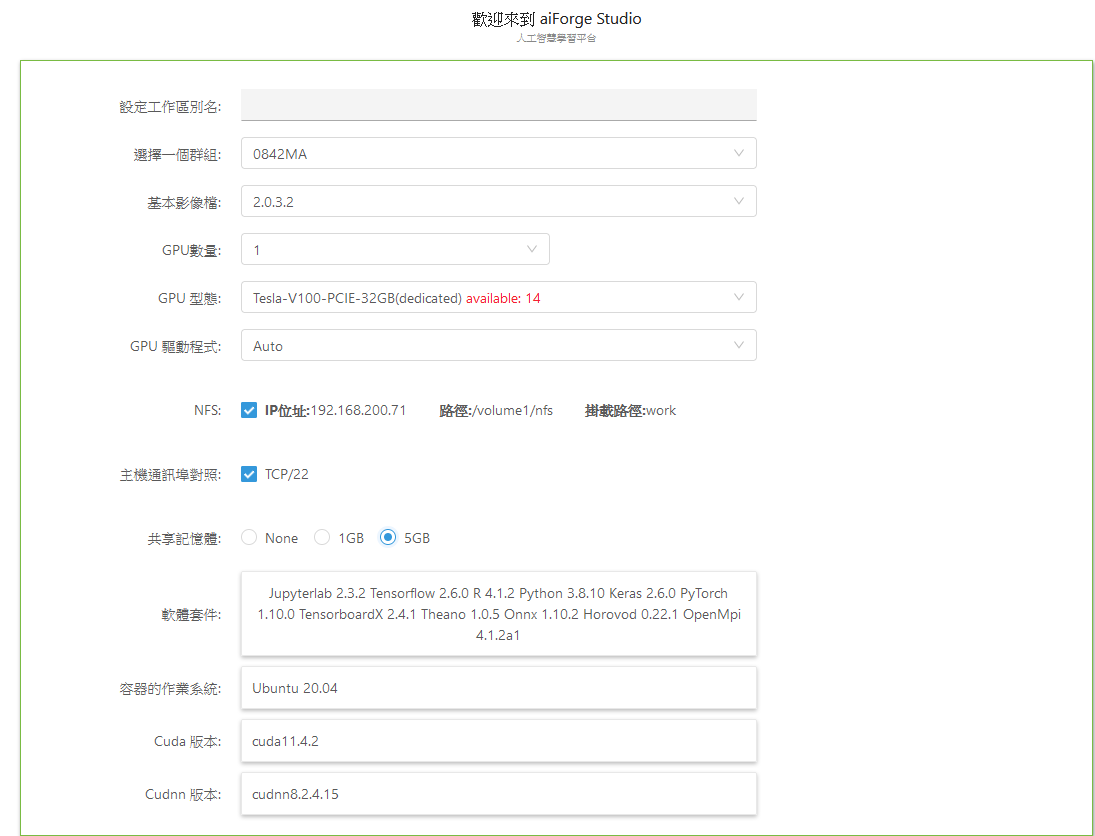 歡迎來到 aiForge Studio
人工智慧學習平台
設定工作區別名:
選擇一個群組: 0842MA
基本影像檔: 2.0.3.2
GPU數量: 1
GPU 型態: Tesla-V100-PCIE-32GB(dedicated) available: 14
GPU 驅動程式: Auto
NFS: IP位址:192.168.200.71 路徑:/volume1/nfs 掛載路徑:work
主機通訊埠對照: TCP/22
共享記憶體: None 1GB 5GB
軟體套件: Jupyterlab 2.3.2 Tensorflow 2.6.0 R 4.1.2 Python 3.8.10 Keras 2.6.0 PyTorch
1.10.0 TensorboardX 2.4.1 Theano 1.0.5 Onnx 1.10.2 Horovod 0.22.1 OpenMpi
4.1.2a1
容器的作業系統: Ubuntu 20.04
Cuda 版本: cuda11.4.2
Cudnn 版本: cudnn8.2.4.15